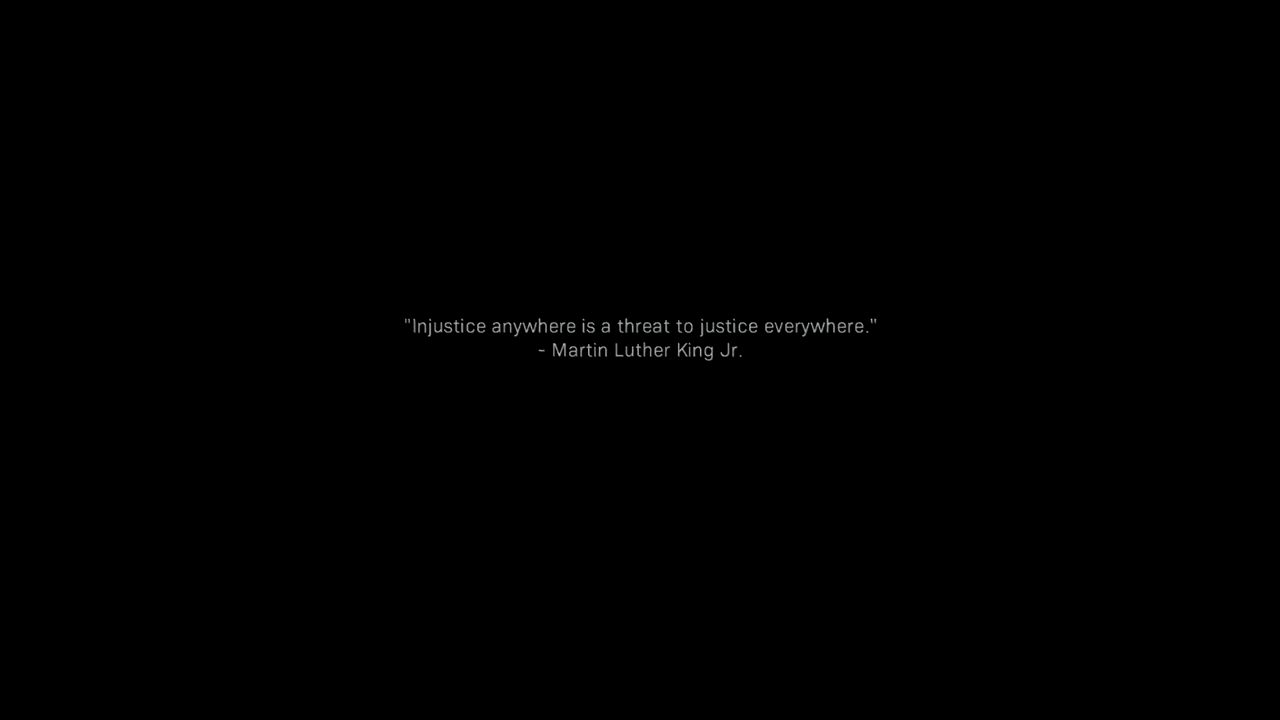 "Injustice anywhere is a threat to justice everywhere."
- Martin Luther King Jr.